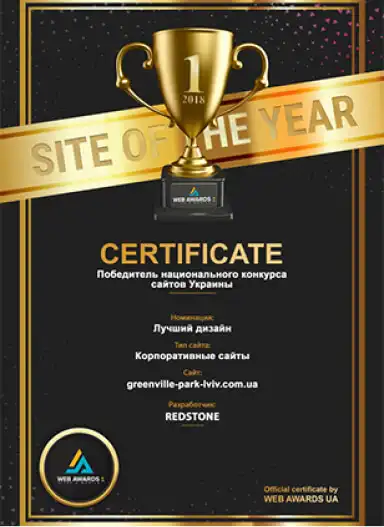 1
2018
SITE OF THE YEAR
WEB AWARDS
CERTIFICATE
Победитель национального конкурса
сайтов Украины
Номинация:
Лучший дизайн
Тип сайта:
Корпоративные сайты
Сайт:
greenville-park-lviv.com.ua
Разработчик:
REDSTONE
WEB AWARDS
Official certificate by
WEB AWARDS UA